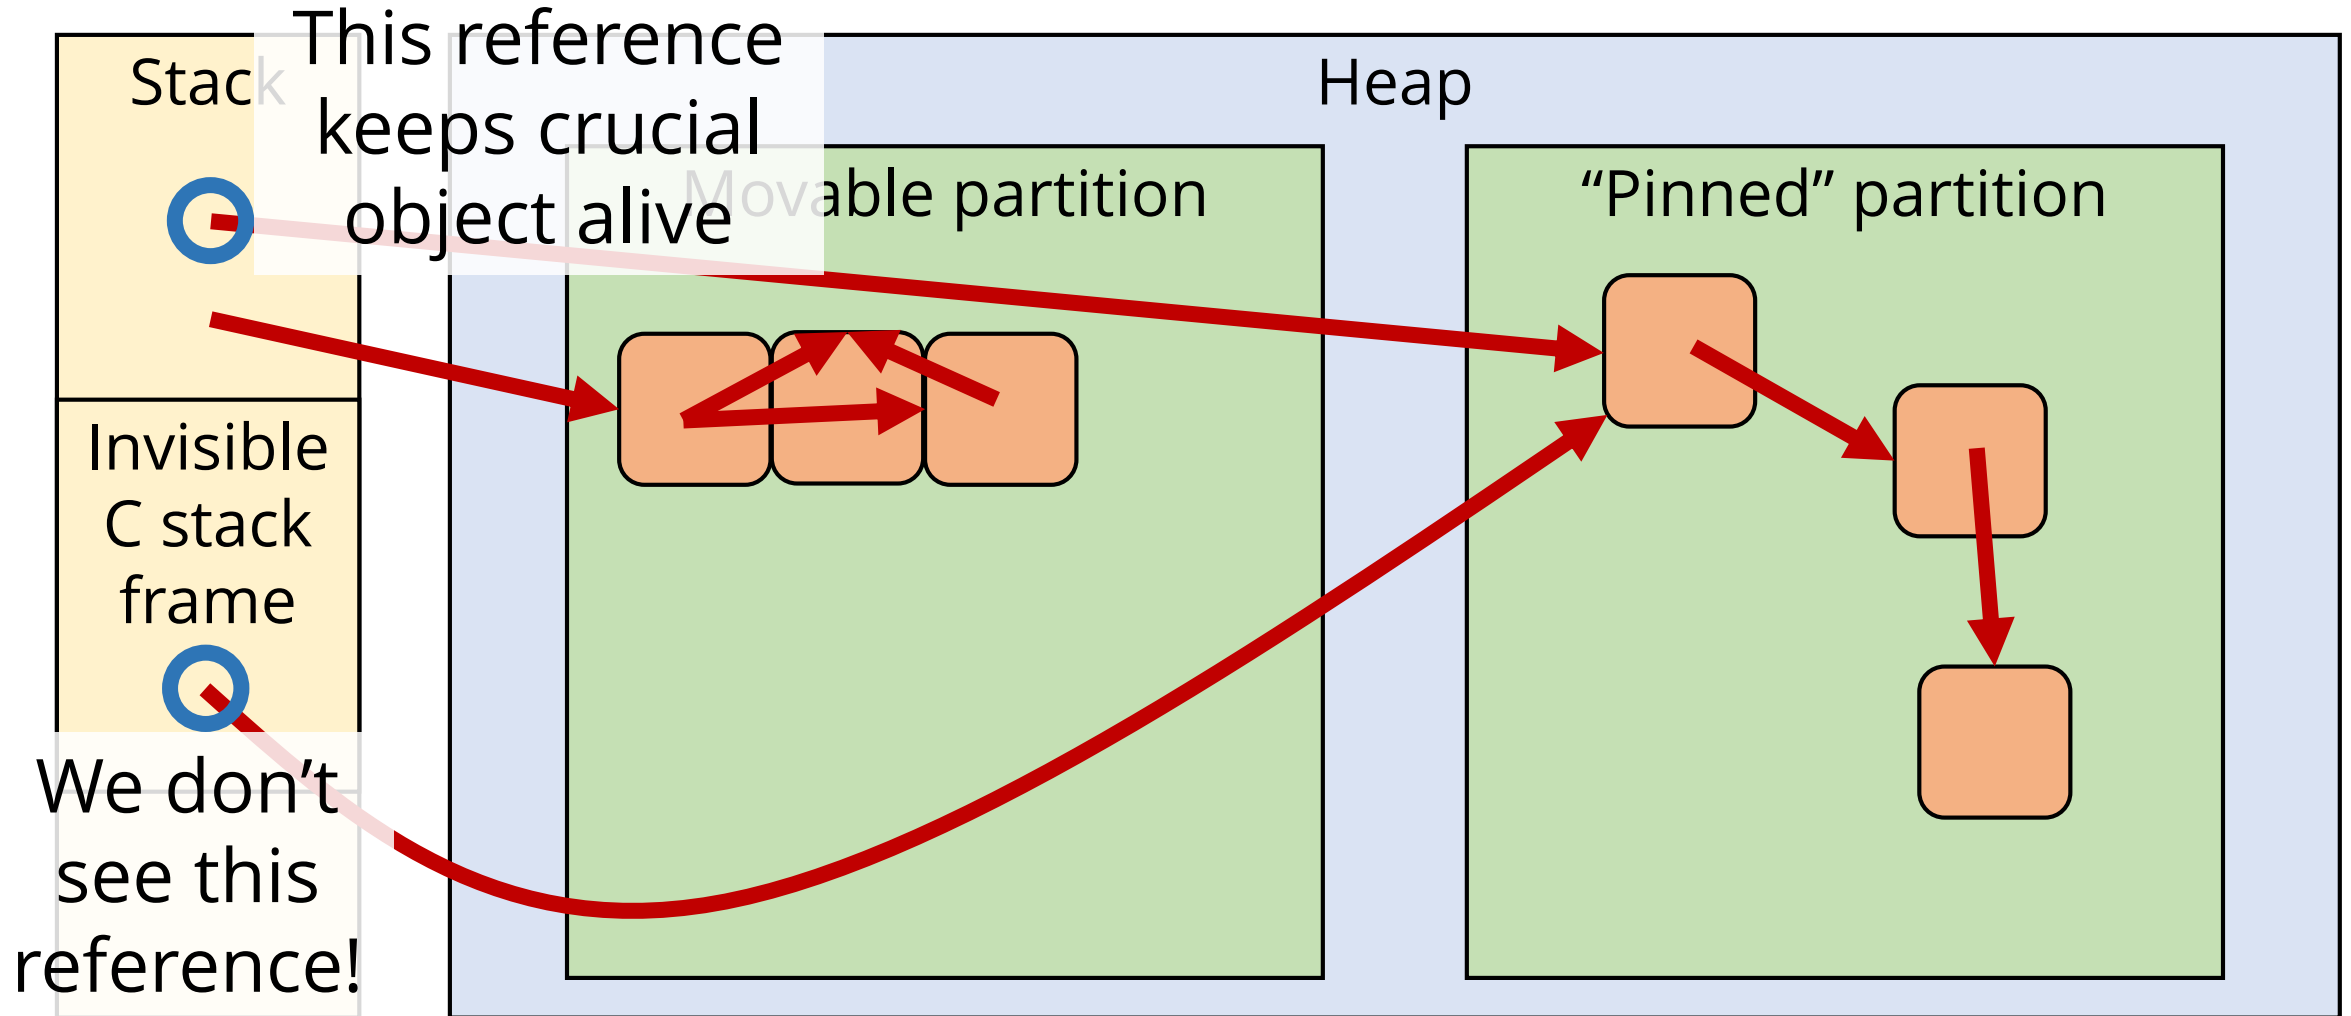 This reference
keeps crucial
object alive
Stack
Heap
Movable partition
“Pinned” partition
Invisible
C stack
frame
We don’t
see this
reference!